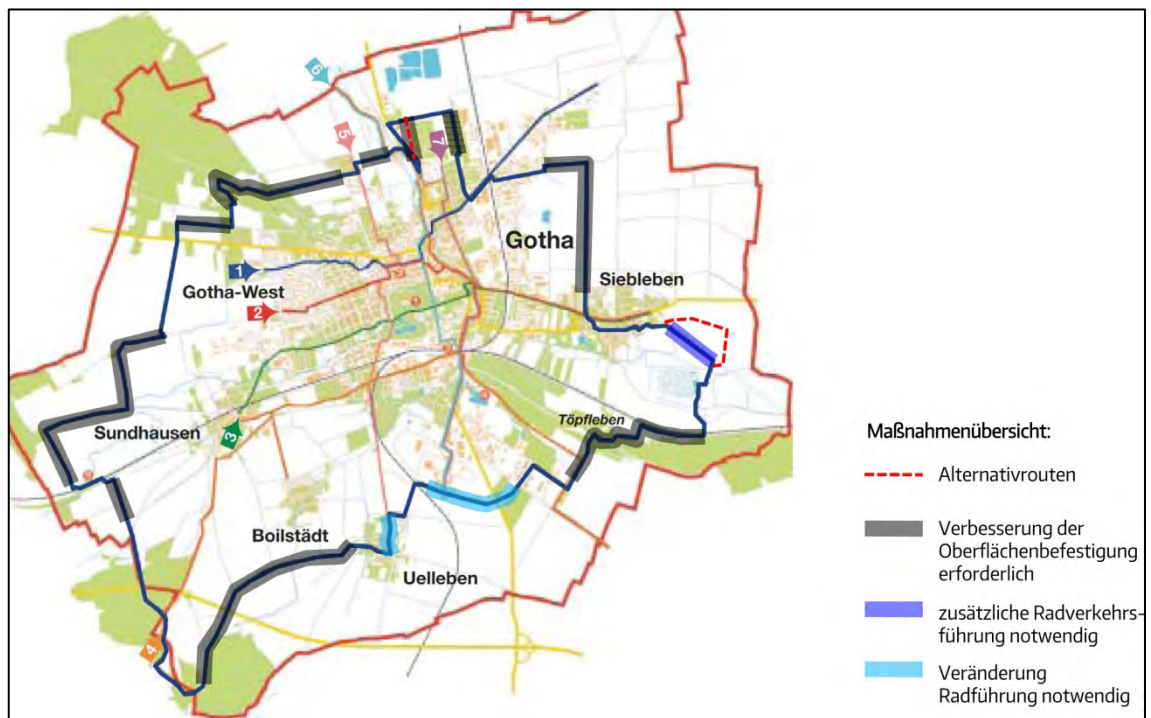 6
5
7
Gotha
1
Gotha-West
Siebleben
2
Töpfleben
Sundhausen
3
Boilstädt
Uelleben
4
Maßnahmenübersicht:
Alternativrouten
Verbesserung der
Oberflächenbefestigung
erforderlich
zusätzliche Radverkehrs-
führung notwendig
Veränderung
Radführung notwendig